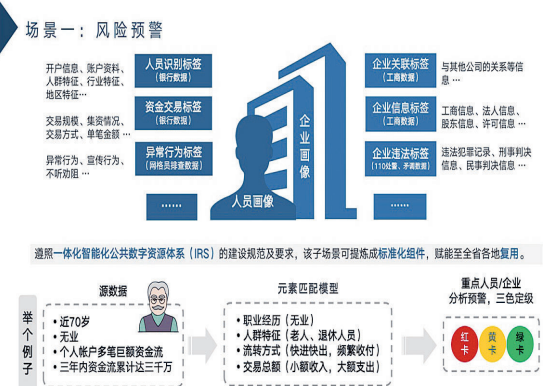 场景一：风险预警
开户信息、账户资料、
人群特征、行业特征、
地区特征…
人员识别标签
（银行数据）
交易规模、集资情况、
交易方式、单笔金额 …
资金交易标签
（银行数据）
异常行为、宣传行为、
不听劝阻 …
异常行为标签
（网格员排查数据）
……
人员画像
企业画像
企业关联标签
（工商数据）
与其他公司的关系等信
息 …
企业信息标签
（工商数据）
工商信息、法人信息、
股东信息、许可信息 …
企业违法标签
（110处警、矛调数据）
违法犯罪记录、刑事判决
信息、民事判决信息 …
……
遵照一体化智能化公共数字资源体系（IRS）的建设规范及要求，该子场景可提炼成标准化组件，赋能至全省各地复用。
举个例子
源数据
• 近70岁
• 无业
• 个人帐户多笔巨额资金流
• 三年内资金流累计达三千万
元素匹配模型
• 职业经历（无业）
• 人群特征（老人、退休人员）
• 流转方式（快进快出，频繁收付）
• 交易总额（小额收入，大额支出）
重点人员/企业
分析预警，三色定级
红卡
黄卡
绿卡